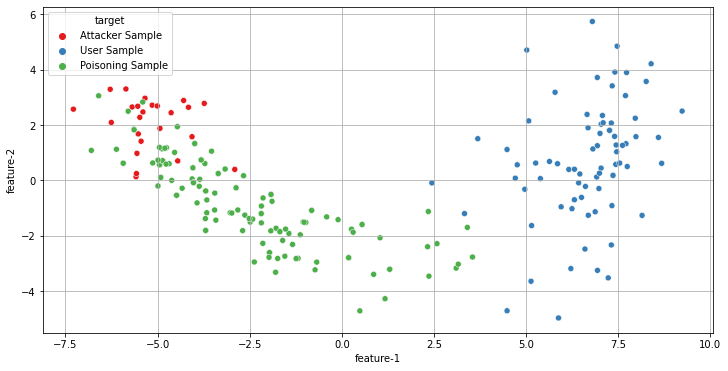 target
Attacker Sample
User Sample
Poisoning Sample
6
4
2
0
−2
−4
feature-2
−7.5
−5.0
−2.5
0.0
2.5
5.0
7.5
10.0
feature-1